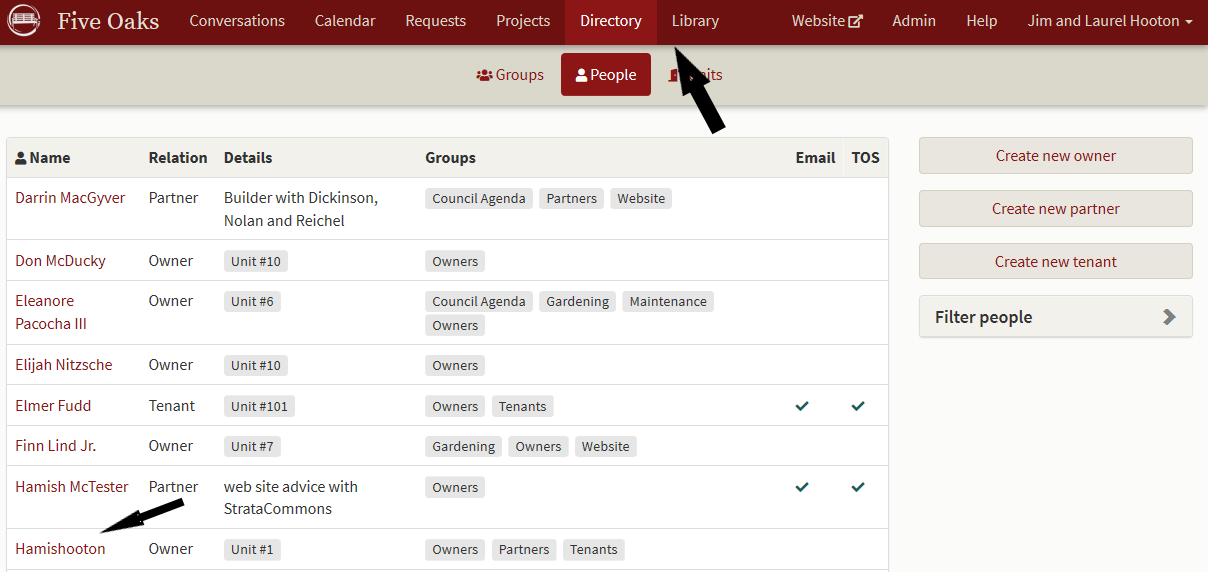 Five Oaks Conversations Calendar Requests Projects Directory Library Website Admin Help Jim and Laurel Hooton
Groups People
Name Relation Details Groups Email TOS
Darrin MacGyver Partner Builder with Dickinson, Council Agenda Partners Website
Nolan and Reichel
Don McDucky Owner Unit #10 Owners
Eleanore Owner Unit #6 Council Agenda Gardening Maintenance
Pacocha III Owners
Elijah Nitzsche Owner Unit #10 Owners
Elmer Fudd Tenant Unit #101 Owners Tenants
Finn Lind Jr. Owner Unit #7 Gardening Owners Website
Hamish McTester Partner web site advice with Owners
StrataCommons
Hamishooton Owner Unit #1 Owners Partners Tenants
Create new owner
Create new partner
Create new tenant
Filter people